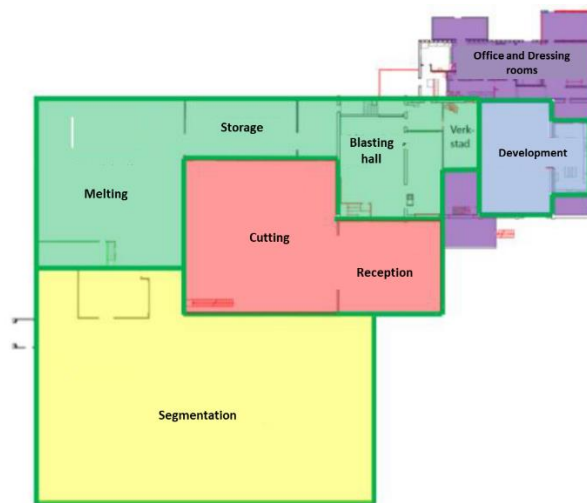 Office and Dressing
rooms
Storage
Blasting
hall
Verk-
stad
Development
Melting
Cutting
Reception
Segmentation